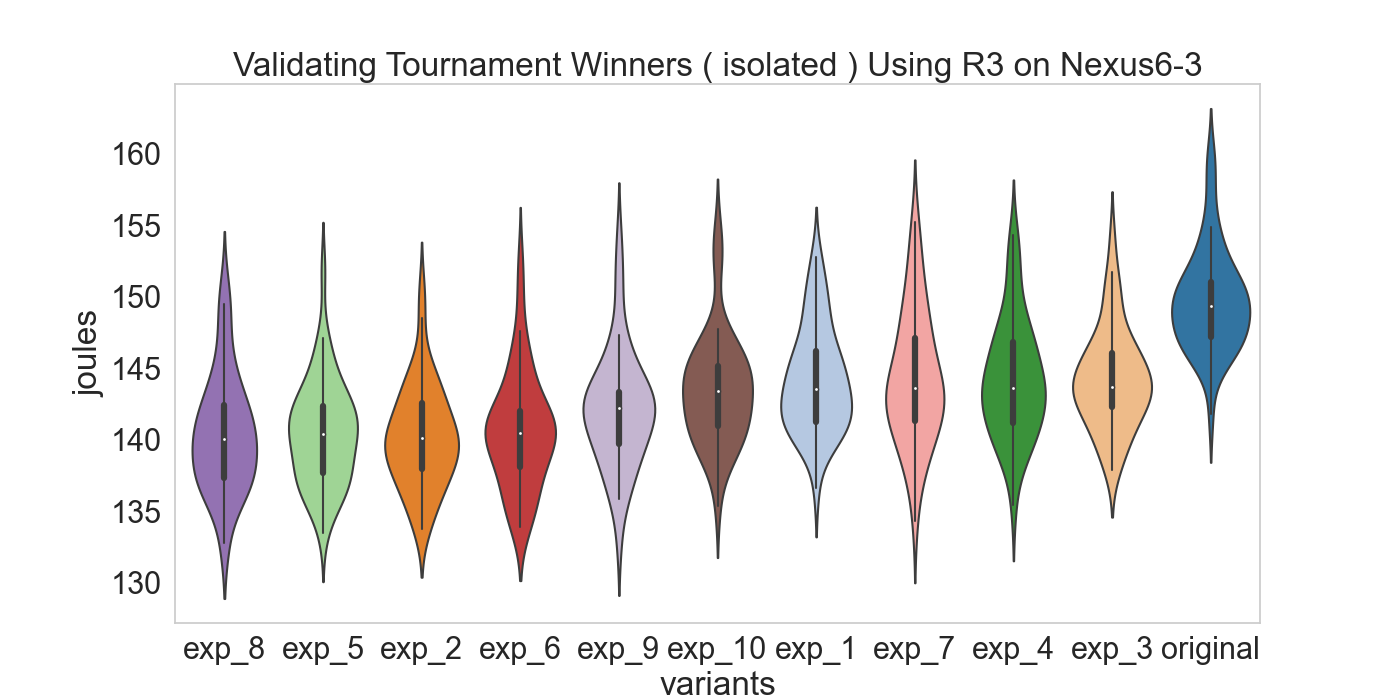 Validating Tournament Winners ( isolated ) Using R3 on Nexus6-3
160
155
150
145
140
135
130
joules
exp_8 exp_5 exp_2 exp_6 exp_9 exp_10 exp_1 exp_7 exp_4 exp_3 original
variants